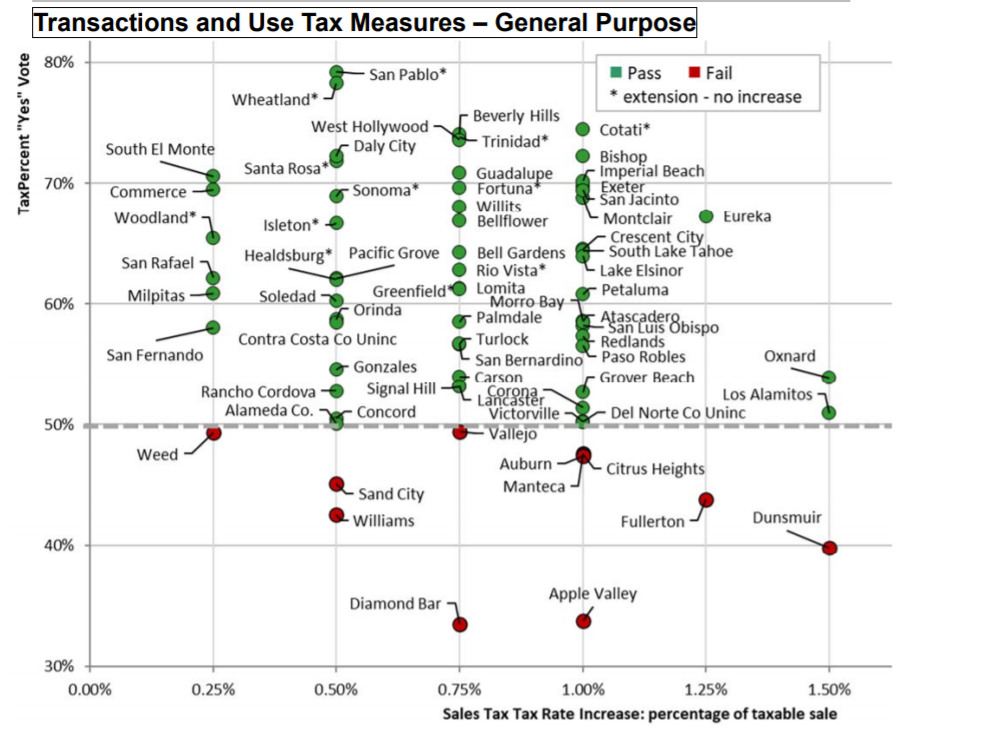 Transactions and Use Tax Measures – General Purpose
TaxPercent "Yes" Vote
80%
70%
60%
50%
40%
30%
Pass
Fail
* extension - no increase
South El Monte
Commerce
Woodland*
San Rafael
Milpitas
San Fernando
Weed
San Pablo*
Wheatland*
Daly City
Santa Rosa*
Sonoma*
Isleton*
Healdsburg*
Pacific Grove
Soledad
Orinda
Contra Costa Co Uninc
Gonzales
Rancho Cordova
Alameda Co.
Concord
Sand City
Williams
Beverly Hills
West Hollywood
Trinidad*
Guadalupe
Fortuna*
Willits
Bellflower
Bell Gardens
Rio Vista*
Greenfield*
Lomita
Palmdale
Turlock
San Bernardino
Carson
Signal Hill
Lancaster
Vallejo
Diamond Bar
Cotati*
Bishop
Imperial Beach
Exeter
San Jacinto
Montclair
Crescent City
South Lake Tahoe
Lake Elsinor
Petaluma
Morro Bay
Atascadero
San Luis Obispo
Redlands
Paso Robles
Grover Beach
Corona
Victorville
Del Norte Co Uninc
Auburn
Citrus Heights
Manteca
Apple Valley
Eureka
Fullerton
Oxnard
Los Alamitos
Dunsmuir
0.00%
0.25%
0.50%
0.75%
1.00%
1.25%
1.50%
Sales Tax Tax Rate Increase: percentage of taxable sale